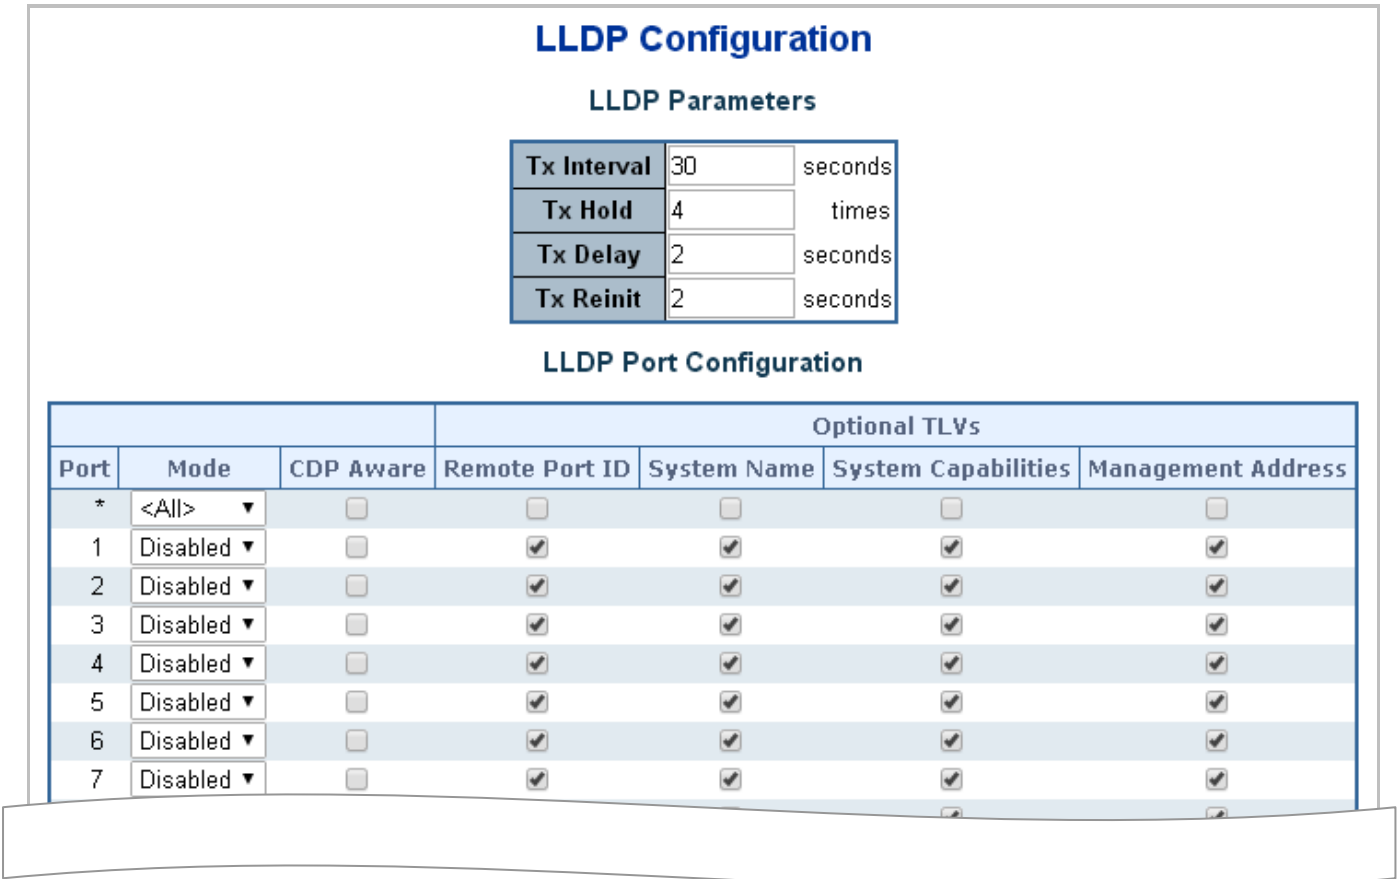 LLDP Configuration
LLDP Parameters
Tx Interval 30 seconds
Tx Hold 4 times
Tx Delay 2 seconds
Tx Reinit 2 seconds
LLDP Port Configuration
Optional TLVs
Port Mode CDP Aware Remote Port ID System Name System Capabilities Management Address
* <All>
1 Disabled
2 Disabled
3 Disabled
4 Disabled
5 Disabled
6 Disabled
7 Disabled